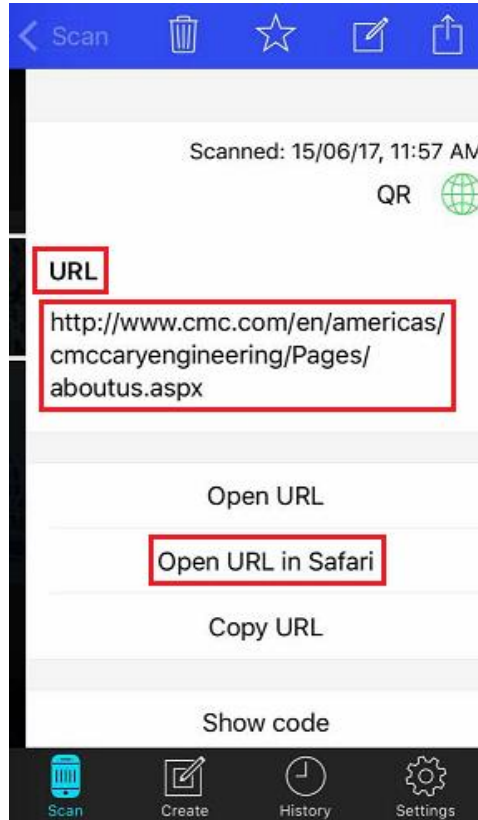 Scan
Scanned: 15/06/17, 11:57 AM
QR
URL
http://www.cmc.com/en/americas/
cmccaryengineering/Pages/
aboutus.aspx
Open URL
Open URL in Safari
Copy URL
Show code
Scan Create History Settings